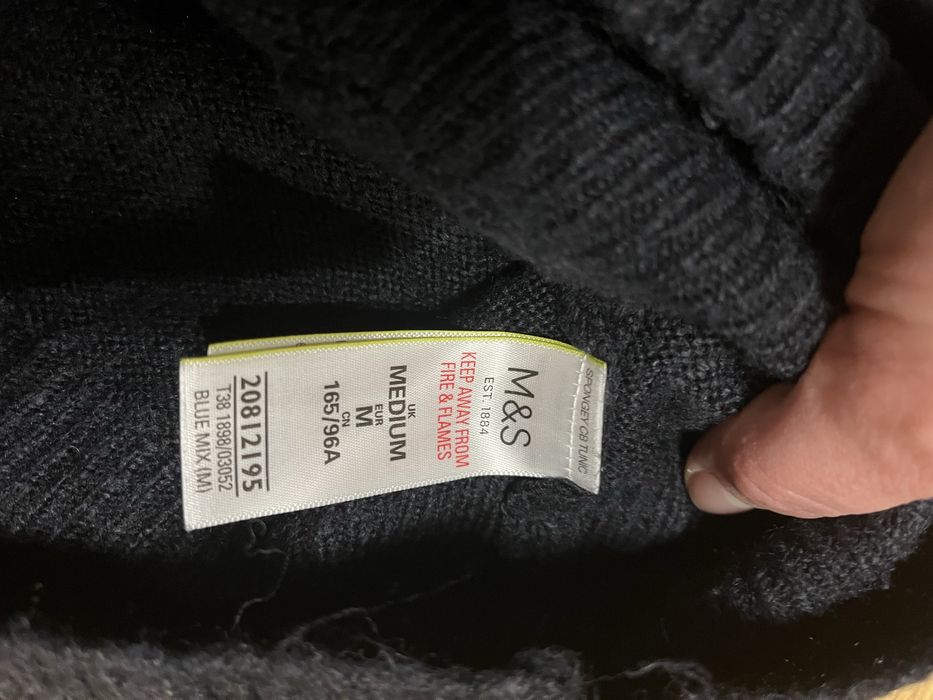 SPONGEY CB TUNIC
M&S
EST. 1884
KEEP AWAY FROM
FIRE & FLAMES
UK
MEDIUM
EUR
M
CN
165/96A
20812195
T38 1898/03052
BLUE MIX (M)